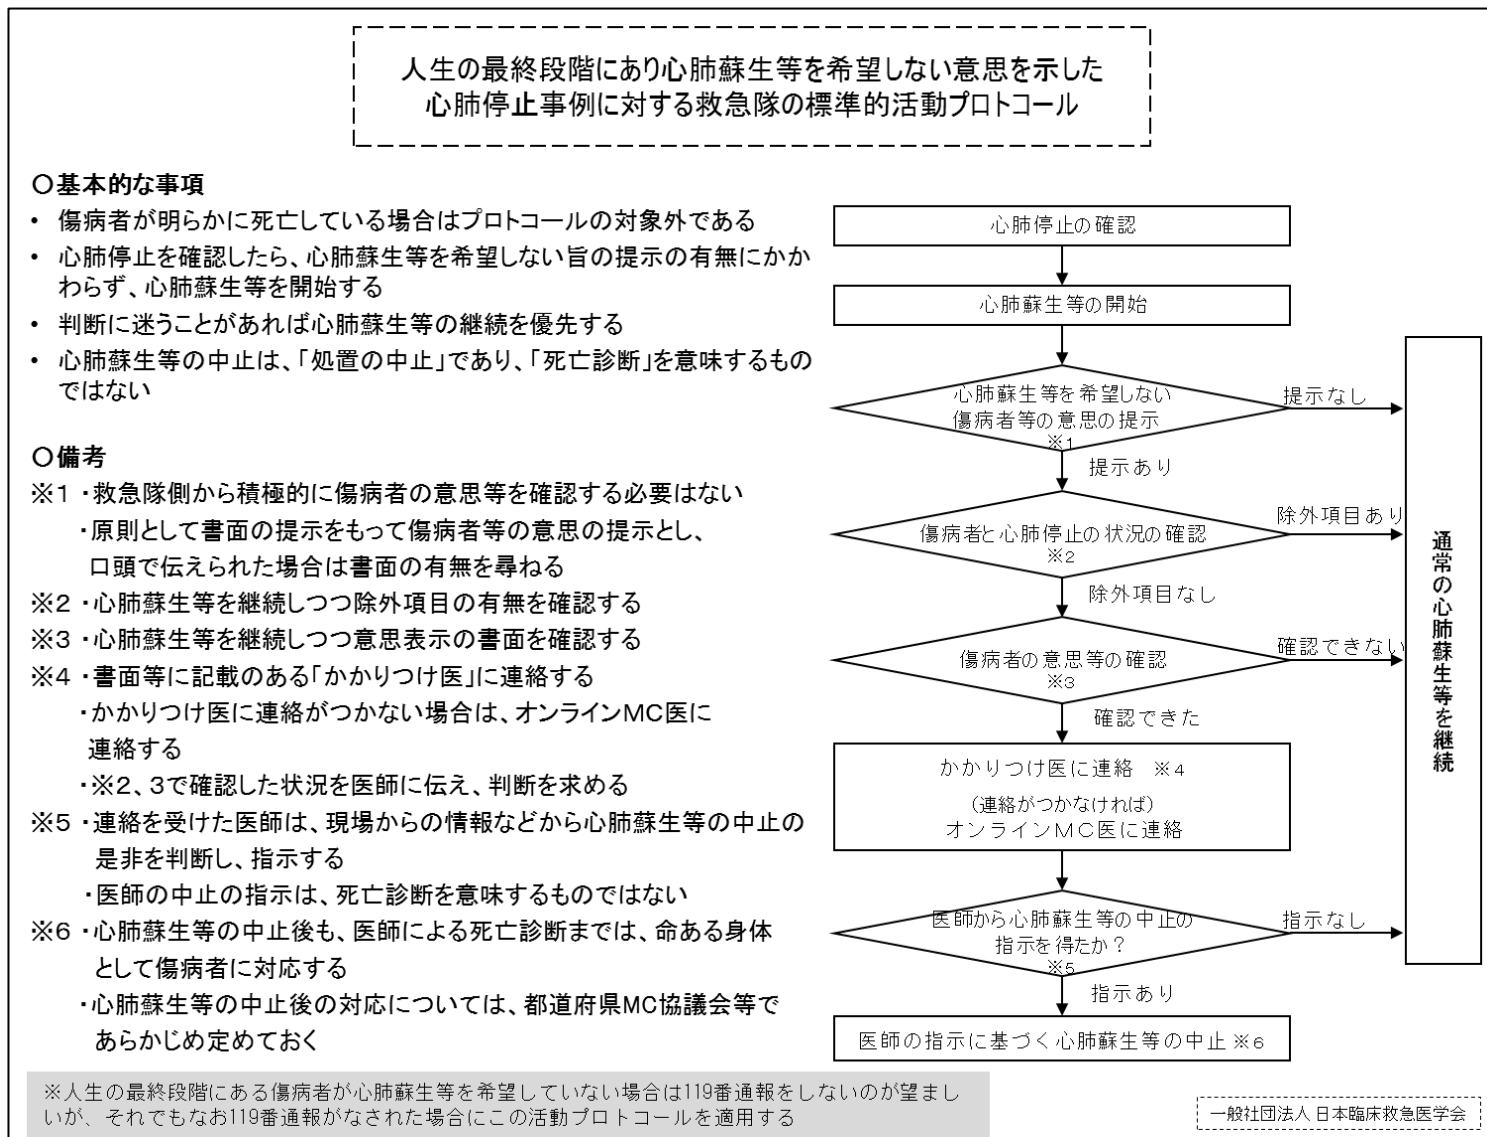 人生の最終段階にあり心肺蘇生等を希望しない意思を示した
心肺停止事例に対する救急隊の標準的活動プロトコール
〇基本的な事項
• 傷病者が明らかに死亡している場合はプロトコールの対象外である
• 心肺停止を確認したら、心肺蘇生等を希望しない旨の提示の有無にかか
わらず、心肺蘇生等を開始する
• 判断に迷うことがあれば心肺蘇生等の継続を優先する
• 心肺蘇生等の中止は、「処置の中止」であり、「死亡診断」を意味するもの
ではない
〇備考
※1 ・救急隊側から積極的に傷病者の意思等を確認する必要はない
・原則として書面の提示をもって傷病者等の意思の提示とし、
口頭で伝えられた場合は書面の有無を尋ねる
※2 ・心肺蘇生等を継続しつつ除外項目の有無を確認する
※3 ・心肺蘇生等を継続しつつ意思表示の書面を確認する
※4 ・書面等に記載のある「かかりつけ医」に連絡する
・かかりつけ医に連絡がつかない場合は、オンラインMC医に
連絡する
・※2、3で確認した状況を医師に伝え、判断を求める
※5 ・連絡を受けた医師は、現場からの情報などから心肺蘇生等の中止の
是非を判断し、指示する
・医師の中止の指示は、死亡診断を意味するものではない
※6 ・心肺蘇生等の中止後も、医師による死亡診断までは、命ある身体
として傷病者に対応する
・心肺蘇生等の中止後の対応については、都道府県MC協議会等で
あらかじめ定めておく
心肺停止の確認
心肺蘇生等の開始
心肺蘇生等を希望しない
傷病者等の意思の提示
※1
提示なし
提示あり
傷病者と心肺停止の状況の確認
※2
除外項目あり
除外項目なし
傷病者の意思等の確認
※3
確認できない
確認できた
かかりつけ医に連絡 ※4
(連絡がつかなければ)
オンラインMC医に連絡
医師から心肺蘇生等の中止の
指示を得たか?
※5
指示なし
指示あり
医師の指示に基づく心肺蘇生等の中止 ※6
通常の心肺蘇生等を継続
※人生の最終段階にある傷病者が心肺蘇生等を希望していない場合は119番通報をしないのが望まし
いが、それでもなお119番通報がなされた場合にこの活動プロトコールを適用する
一般社団法人 日本臨床救急医学会